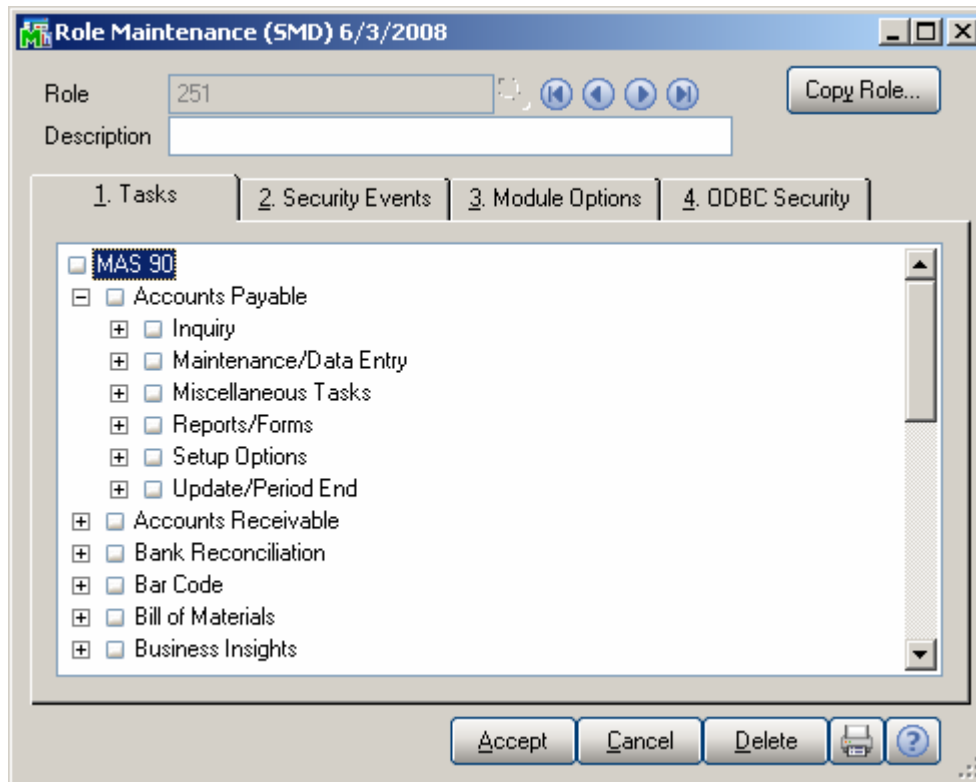 Role Maintenance (SMD) 6/3/2008
Role 251 Copy Role...
Description
1. Tasks 2. Security Events 3. Module Options 4. ODBC Security
MAS 90
Accounts Payable
Inquiry
Maintenance/Data Entry
Miscellaneous Tasks
Reports/Forms
Setup Options
Update/Period End
Accounts Receivable
Bank Reconciliation
Bar Code
Bill of Materials
Business Insights
Accept Cancel Delete ?